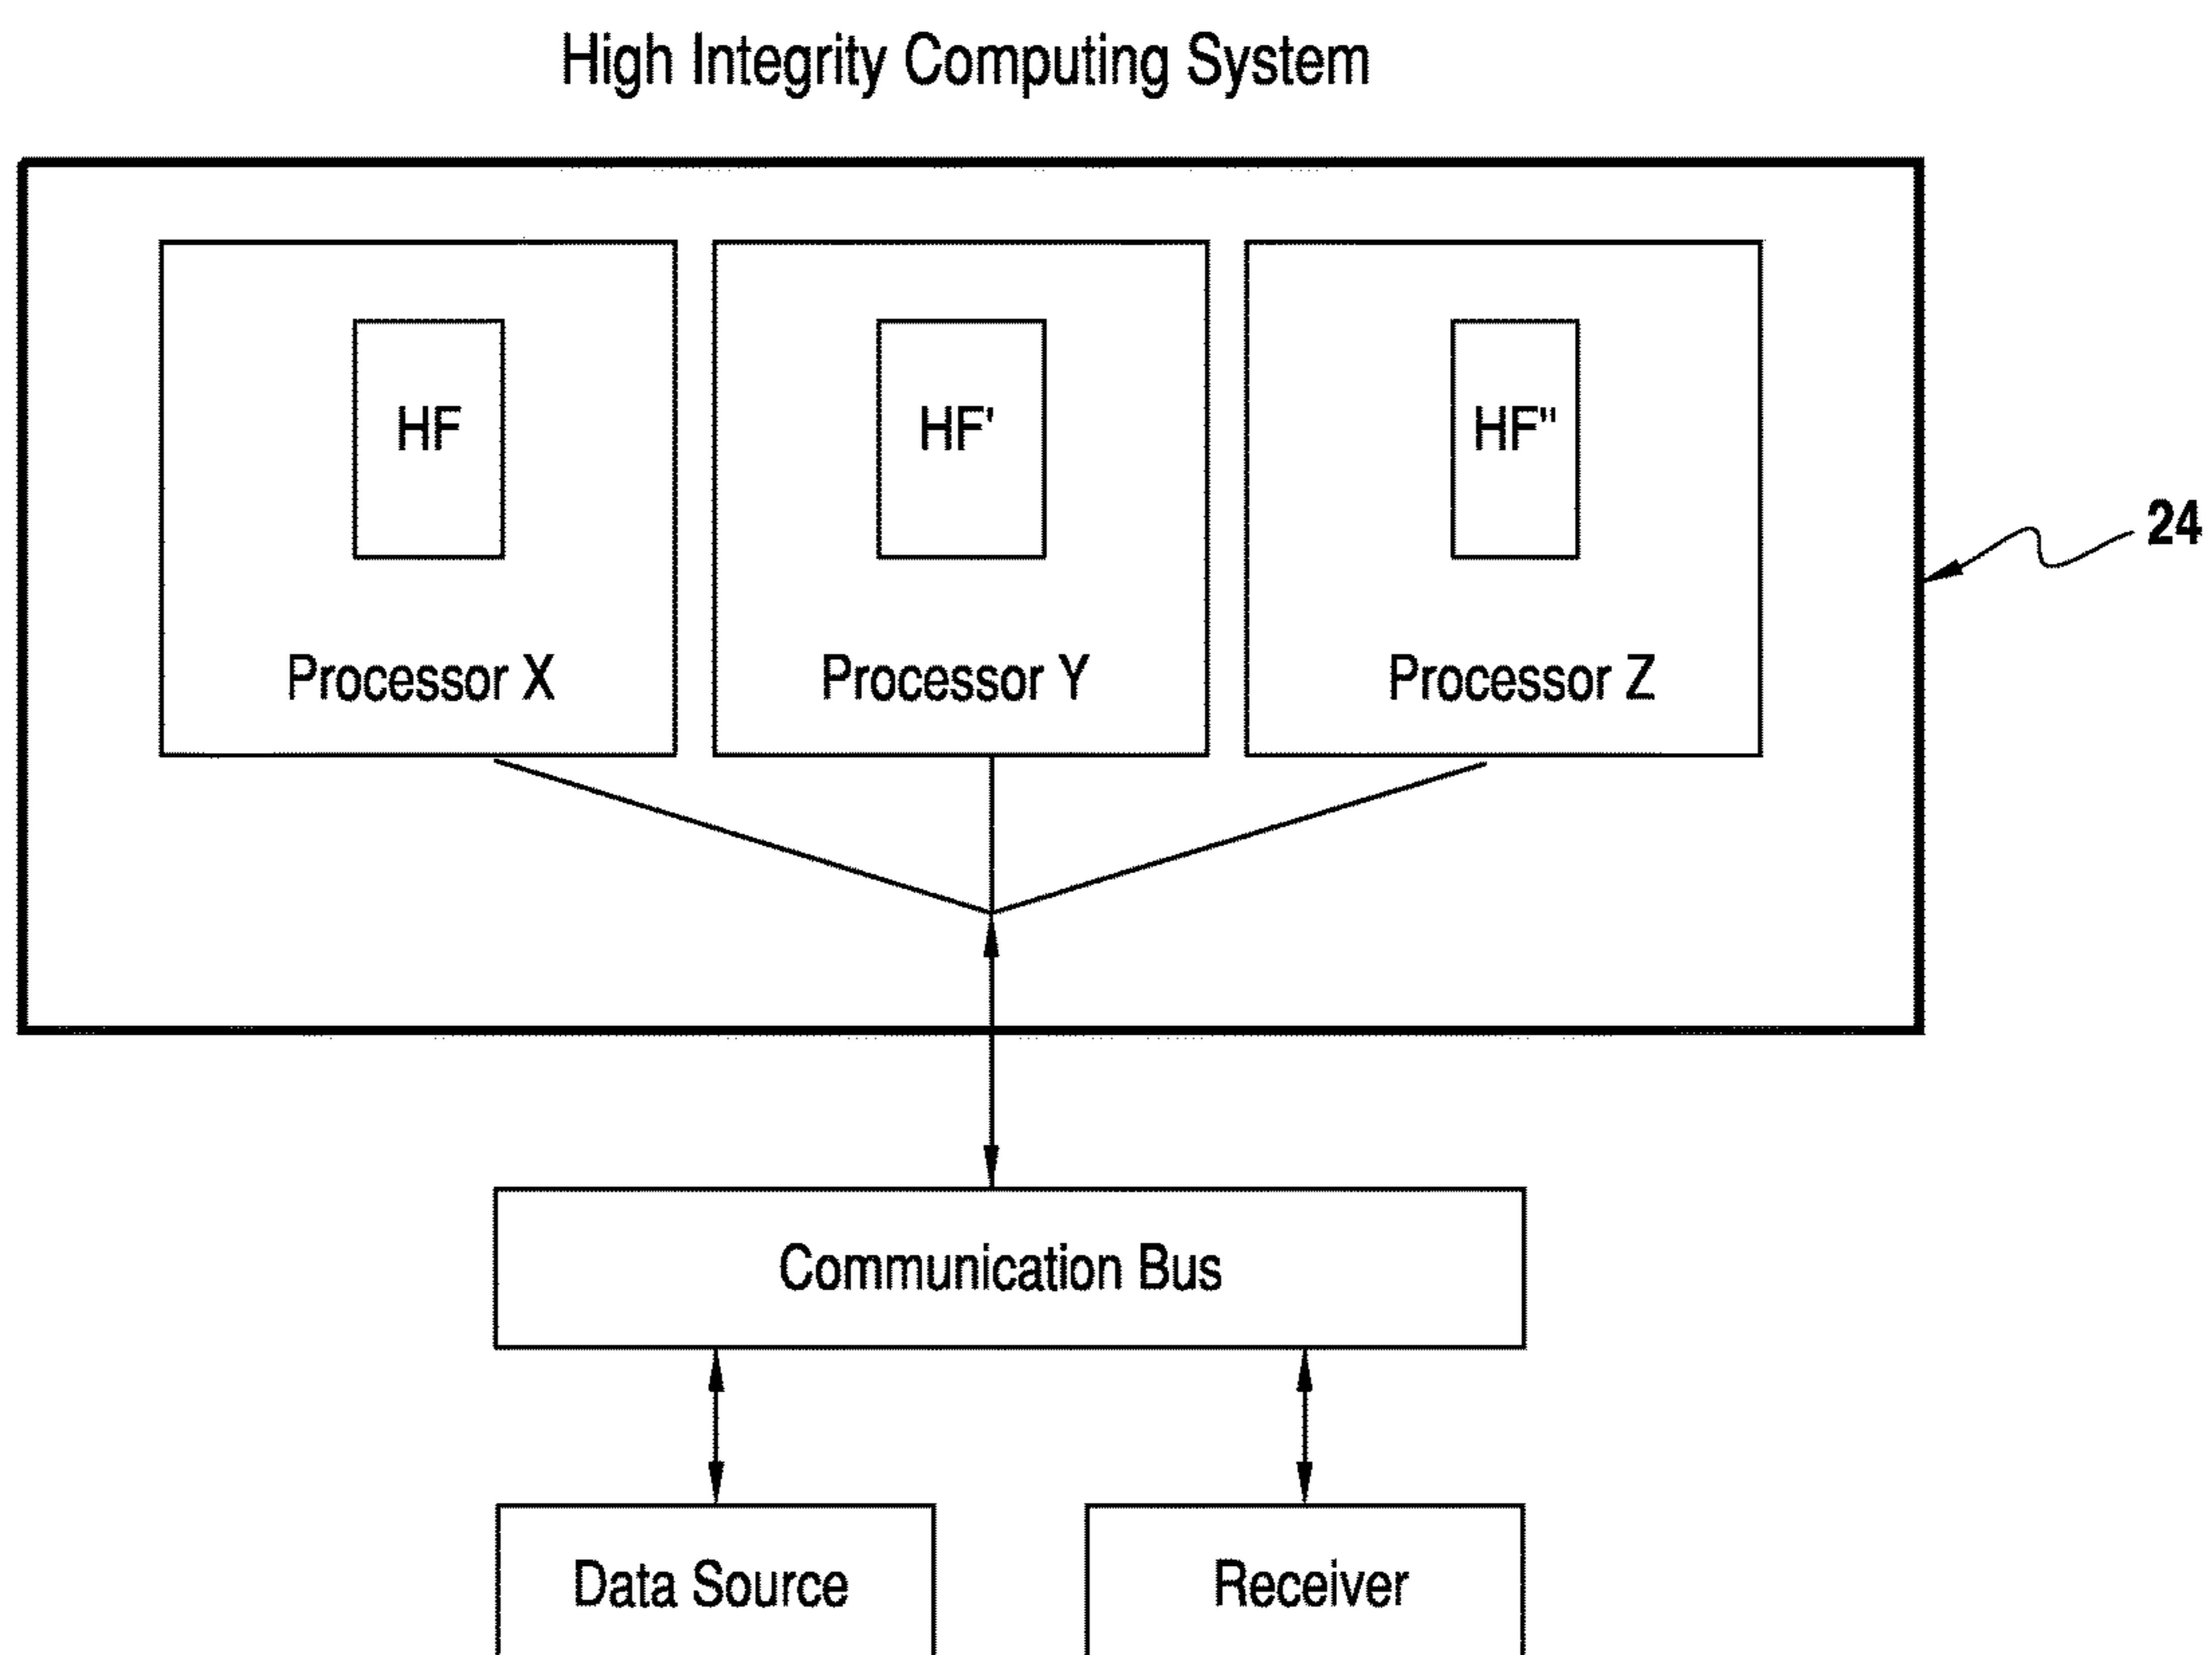 High Integrity Computing System
HF
HF'
HF"
Processor X
Processor Y
Processor Z
24
Communication Bus
Data Source
Receiver